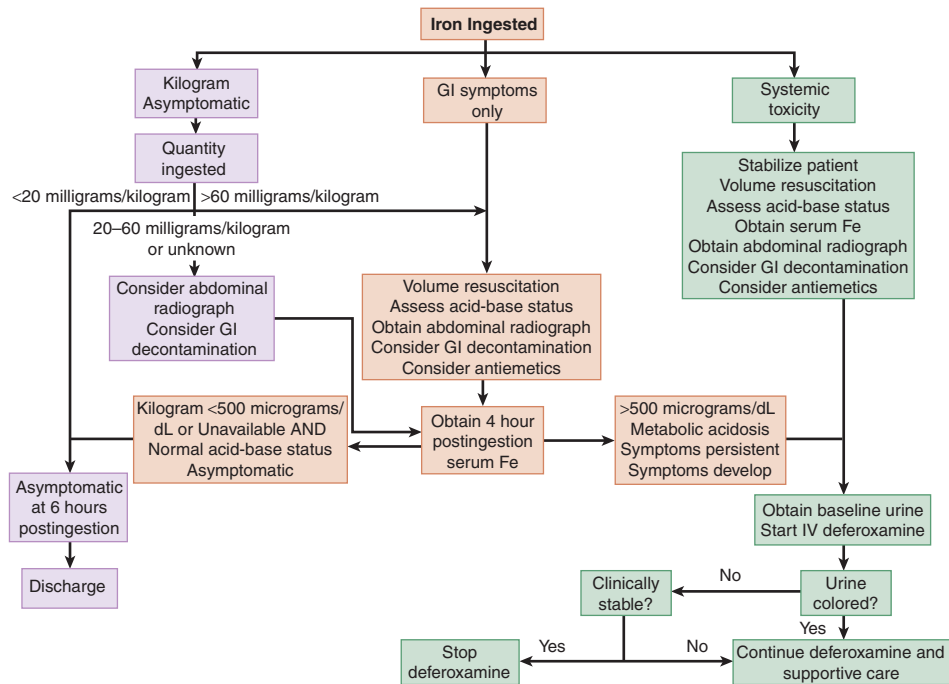 Iron Ingested
Kilogram
Asymptomatic
GI symptoms
only
Systemic
toxicity
Quantity
ingested
<20 milligrams/kilogram
>60 milligrams/kilogram
20–60 milligrams/kilogram
or unknown
Stabilize patient
Volume resuscitation
Assess acid-base status
Obtain serum Fe
Obtain abdominal radiograph
Consider GI decontamination
Consider antiemetics
Consider abdominal
radiograph
Consider GI
decontamination
Volume resuscitation
Assess acid-base status
Obtain abdominal radiograph
Consider GI decontamination
Consider antiemetics
Kilogram <500 micrograms/
dL or Unavailable AND
Normal acid-base status
Asymptomatic
Obtain 4 hour
postingestion
serum Fe
>500 micrograms/dL
Metabolic acidosis
Symptoms persistent
Symptoms develop
Asymptomatic
at 6 hours
postingestion
Obtain baseline urine
Start IV deferoxamine
Discharge
Clinically
stable?
No
Urine
colored?
Yes
Yes
No
Stop
deferoxamine
Continue deferoxamine and
supportive care